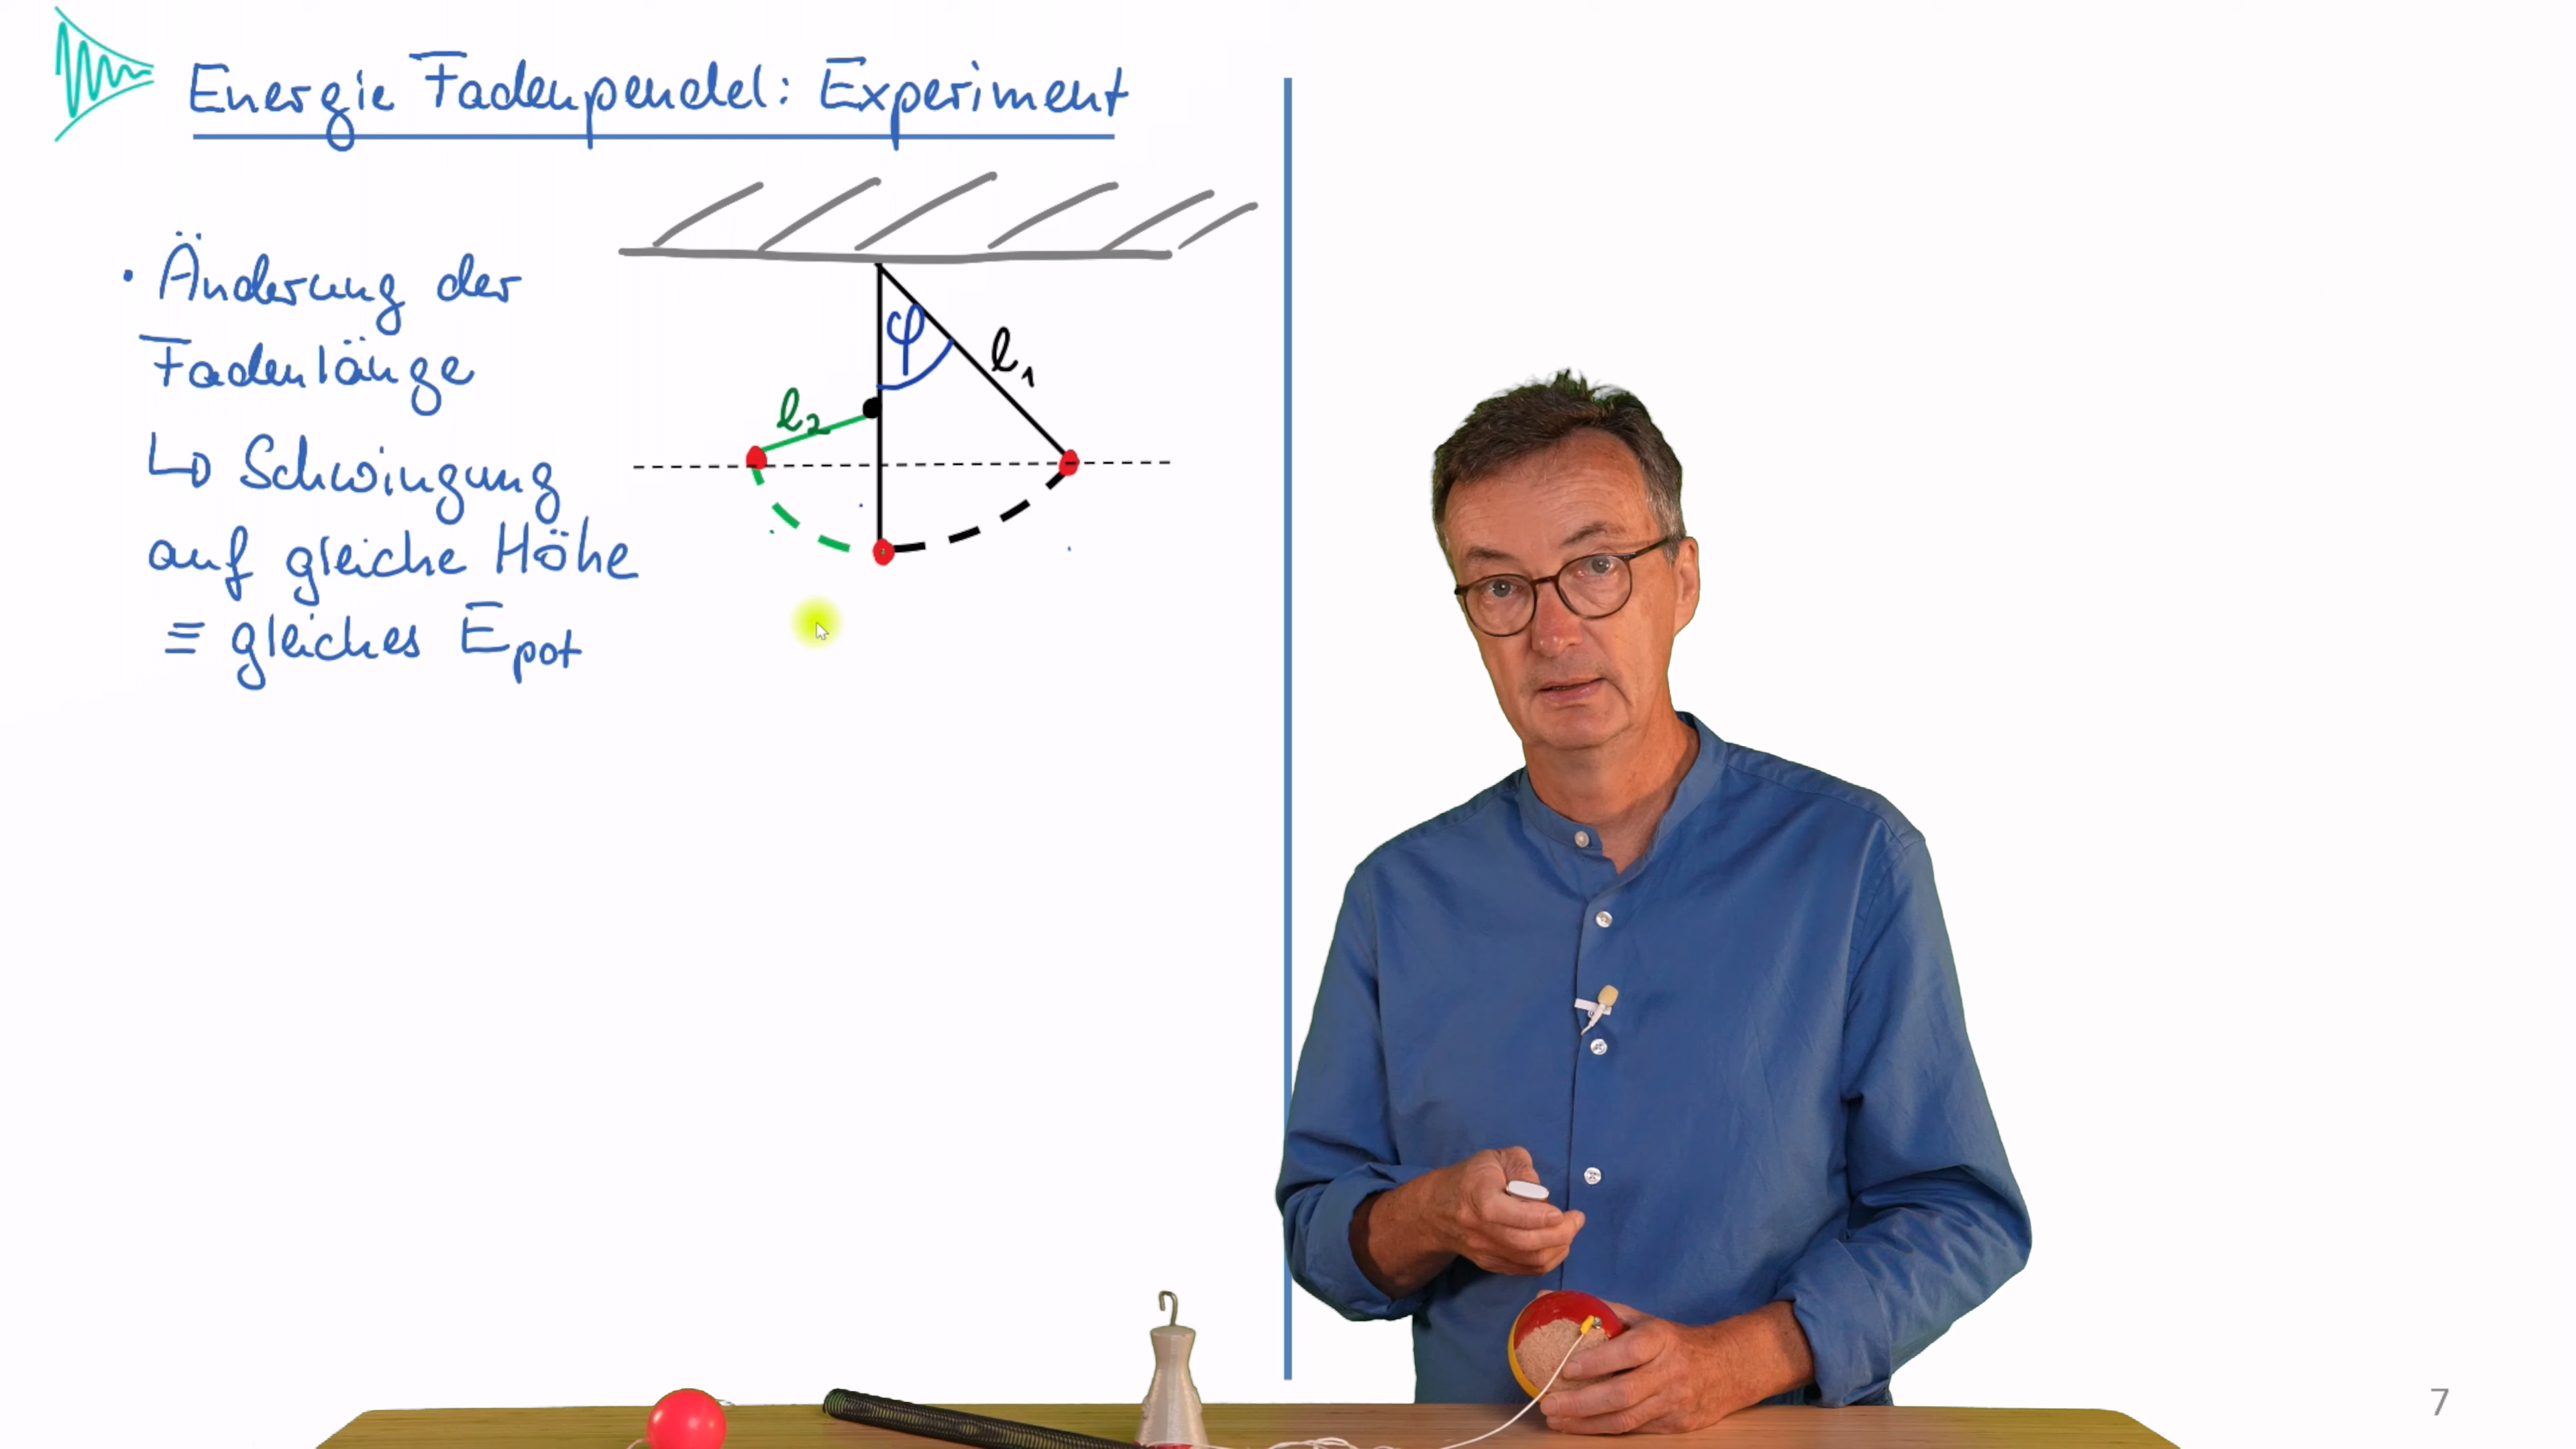 Energie Fadenpendel: Experiment
• Änderung der
Fadenlänge
↳ Schwingung
auf gleiche Höhe
≡ gleiches Epot
φ
l₁
l₂
7